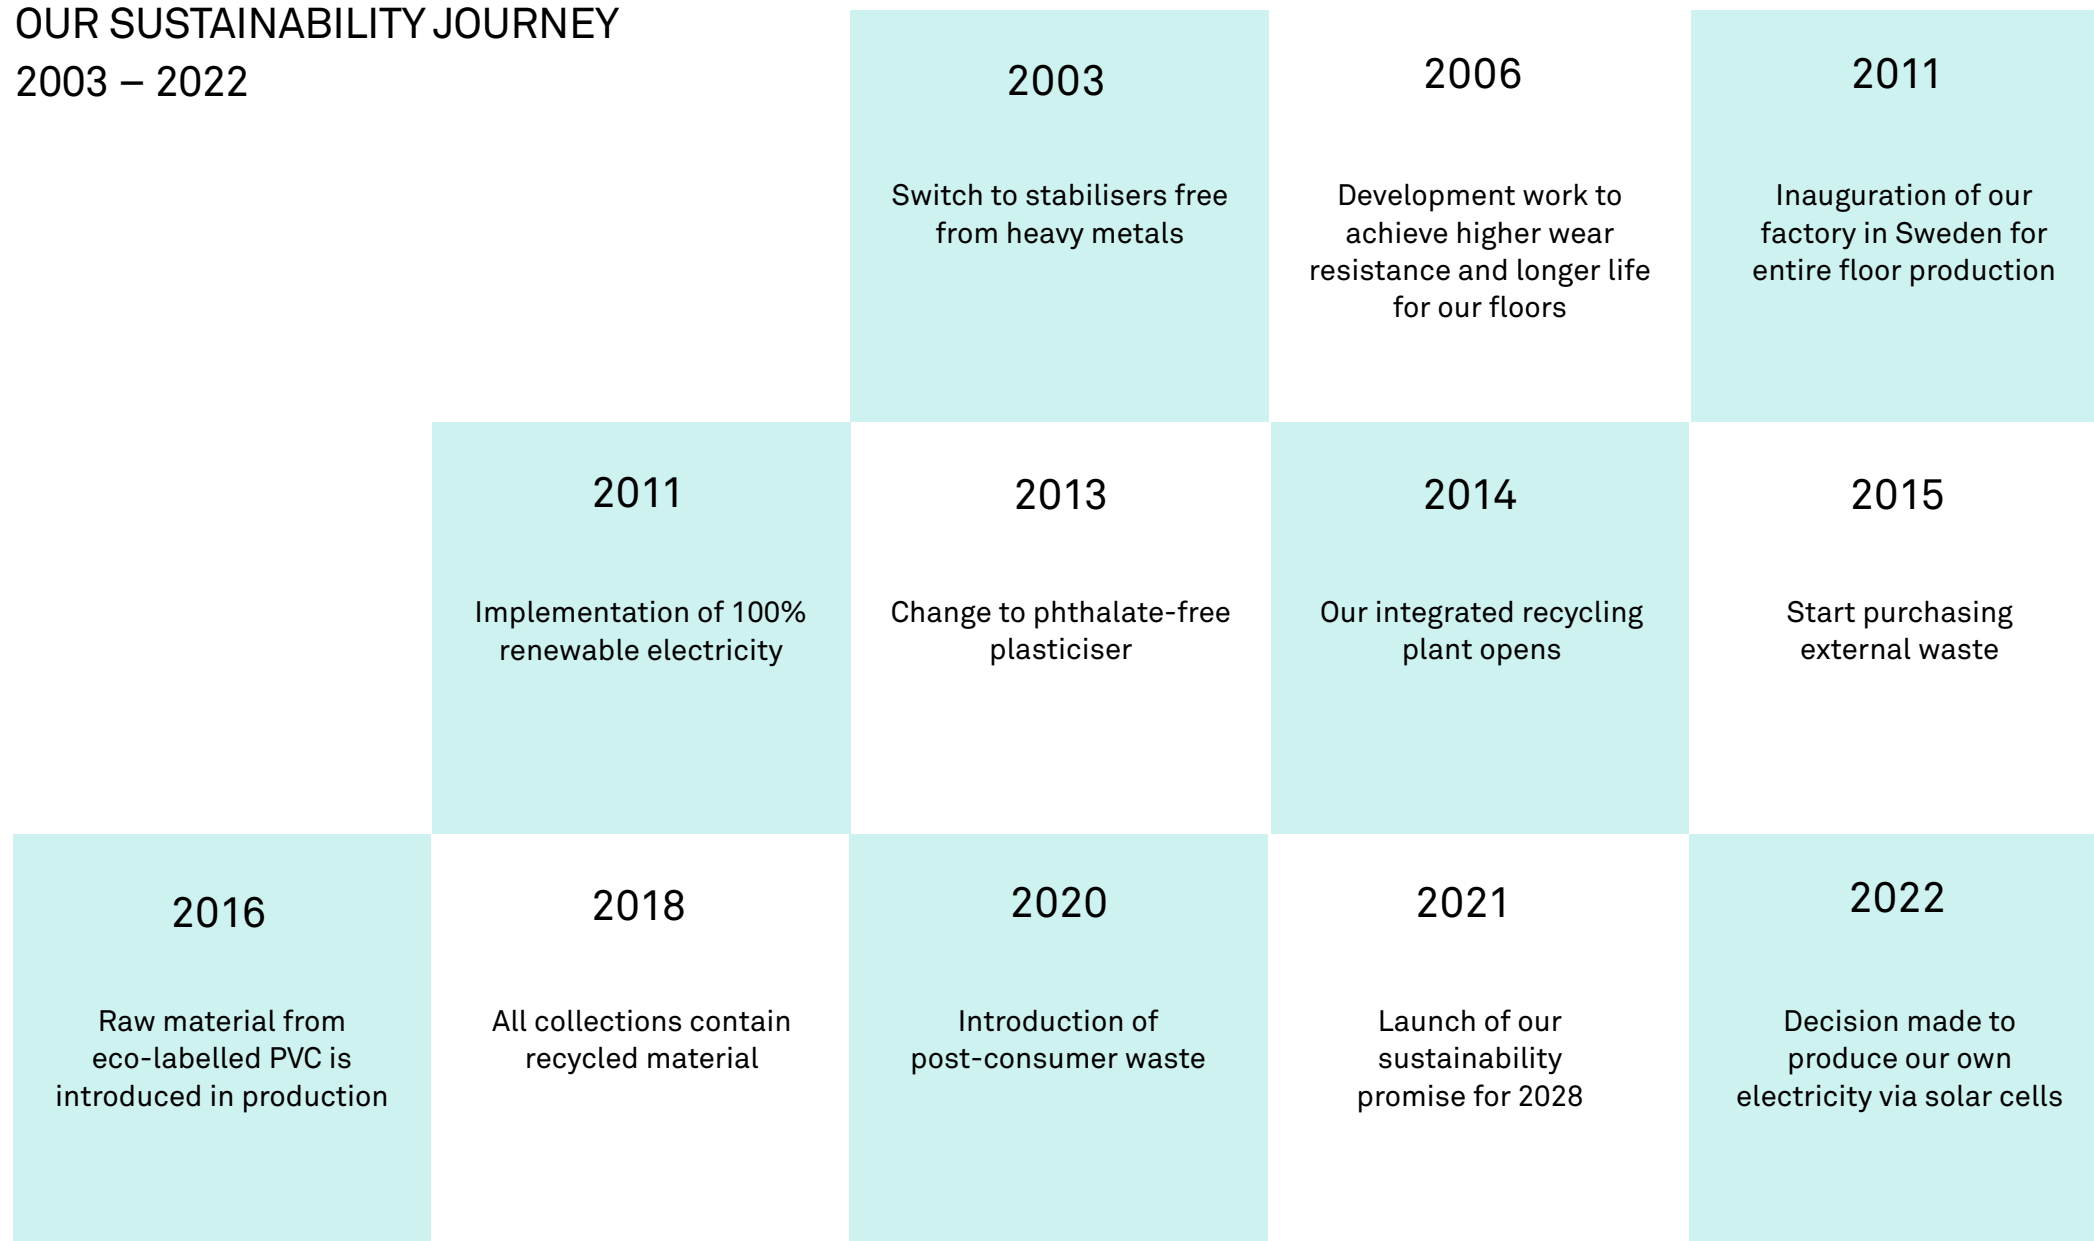 OUR SUSTAINABILITY JOURNEY
2003 – 2022
2003
Switch to stabilisers free
from heavy metals
2006
Development work to
achieve higher wear
resistance and longer life
for our floors
2011
Inauguration of our
factory in Sweden for
entire floor production
2011
Implementation of 100%
renewable electricity
2013
Change to phthalate-free
plasticiser
2014
Our integrated recycling
plant opens
2015
Start purchasing
external waste
2016
Raw material from
eco-labelled PVC is
introduced in production
2018
All collections contain
recycled material
2020
Introduction of
post-consumer waste
2021
Launch of our
sustainability
promise for 2028
2022
Decision made to
produce our own
electricity via solar cells